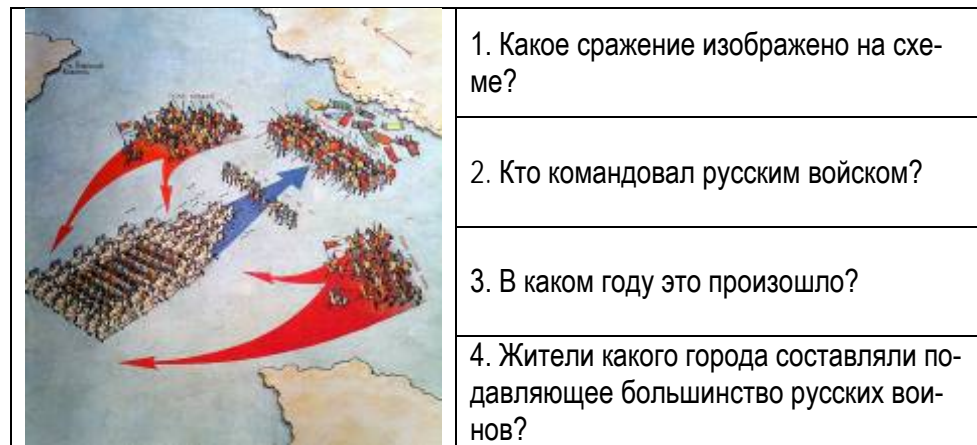 1. Какое сражение изображено на схе-
ме?
2. Кто командовал русским войском?
3. В каком году это произошло?
4. Жители какого города составляли по-
давляющее большинство русских вои-
нов?